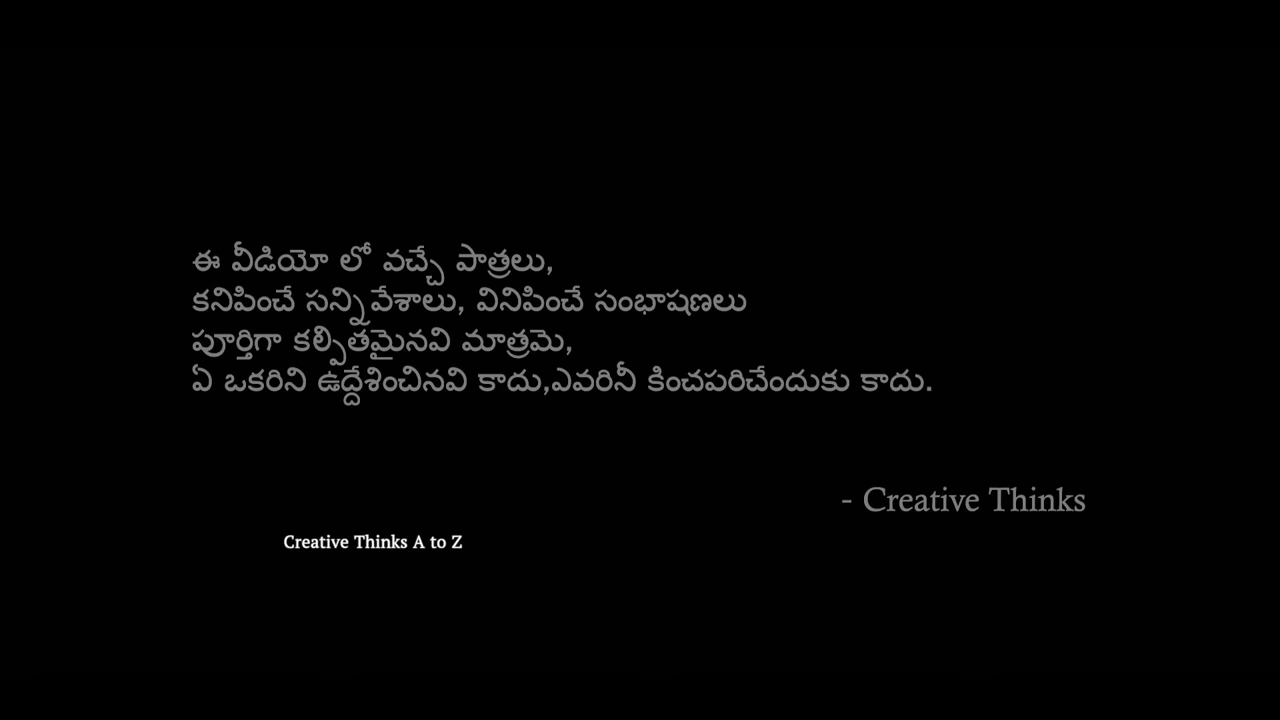 ఈ వీడియో లో వచ్చే పాత్రలు,
కనిపించే సన్నివేశాలు, వినిపించే సంభాషణలు
పూర్తిగా కల్పితమైనవి మాత్రమె,
ఏ ఒకరిని ఉద్దేశించినవి కాదు,ఎవరినీ కించపరిచేందుకు కాదు.
- Creative Thinks
Creative Thinks A to Z